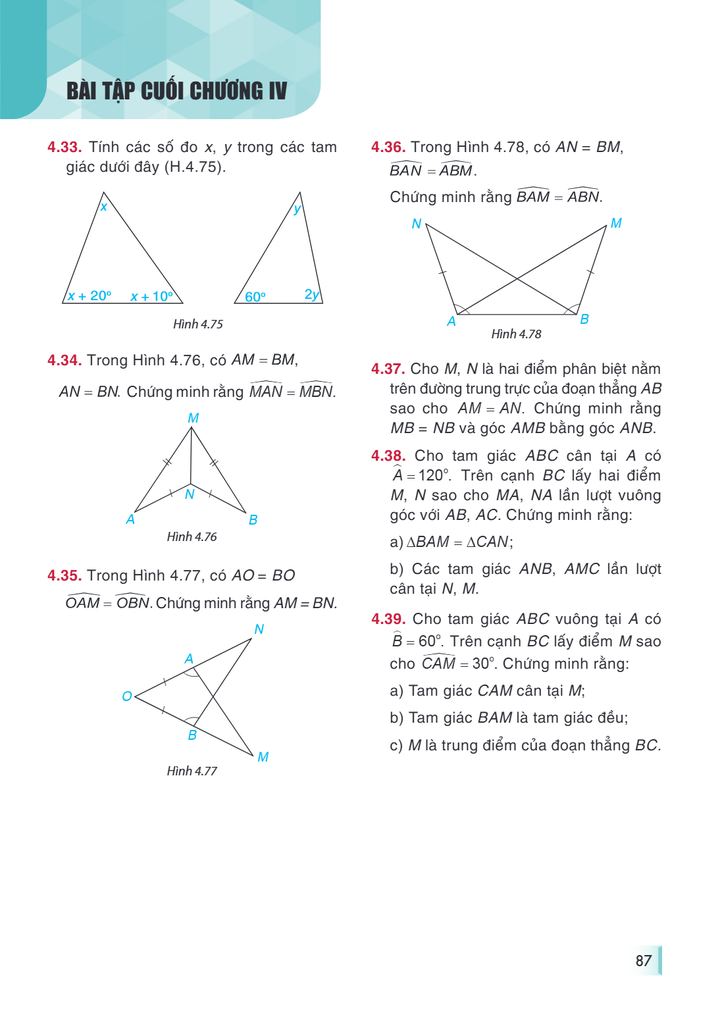 BÀI TẬP CUỐI CHƯƠNG IV
4.33. Tính các số đo x, y trong các tam
giác dưới đây (H.4.75).
x
x + 20°
x + 10°
y
60°
2y
Hình 4.75
4.34. Trong Hình 4.76, có AM = BM,
AN = BN. Chứng minh rằng MAN = MBN.
M
N
A
B
Hình 4.76
4.35. Trong Hình 4.77, có AO = BO
OAM = OBN. Chứng minh rằng AM = BN.
N
A
O
B
M
Hình 4.77
4.36. Trong Hình 4.78, có AN = BM,
BAN = ABM.
Chứng minh rằng BAM = ABN.
N
M
A
B
Hình 4.78
4.37. Cho M, N là hai điểm phân biệt nằm
trên đường trung trực của đoạn thẳng AB
sao cho AM = AN. Chứng minh rằng
MB = NB và góc AMB bằng góc ANB.
4.38. Cho tam giác ABC cân tại A có
A = 120°. Trên cạnh BC lấy hai điểm
M, N sao cho MA, NA lần lượt vuông
góc với AB, AC. Chứng minh rằng:
a) ∆BAM = ∆CAN;
b) Các tam giác ANB, AMC lần lượt
cân tại N, M.
4.39. Cho tam giác ABC vuông tại A có
B = 60°. Trên cạnh BC lấy điểm M sao
cho CAM = 30°. Chứng minh rằng:
a) Tam giác CAM cân tại M;
b) Tam giác BAM là tam giác đều;
c) M là trung điểm của đoạn thẳng BC.
87